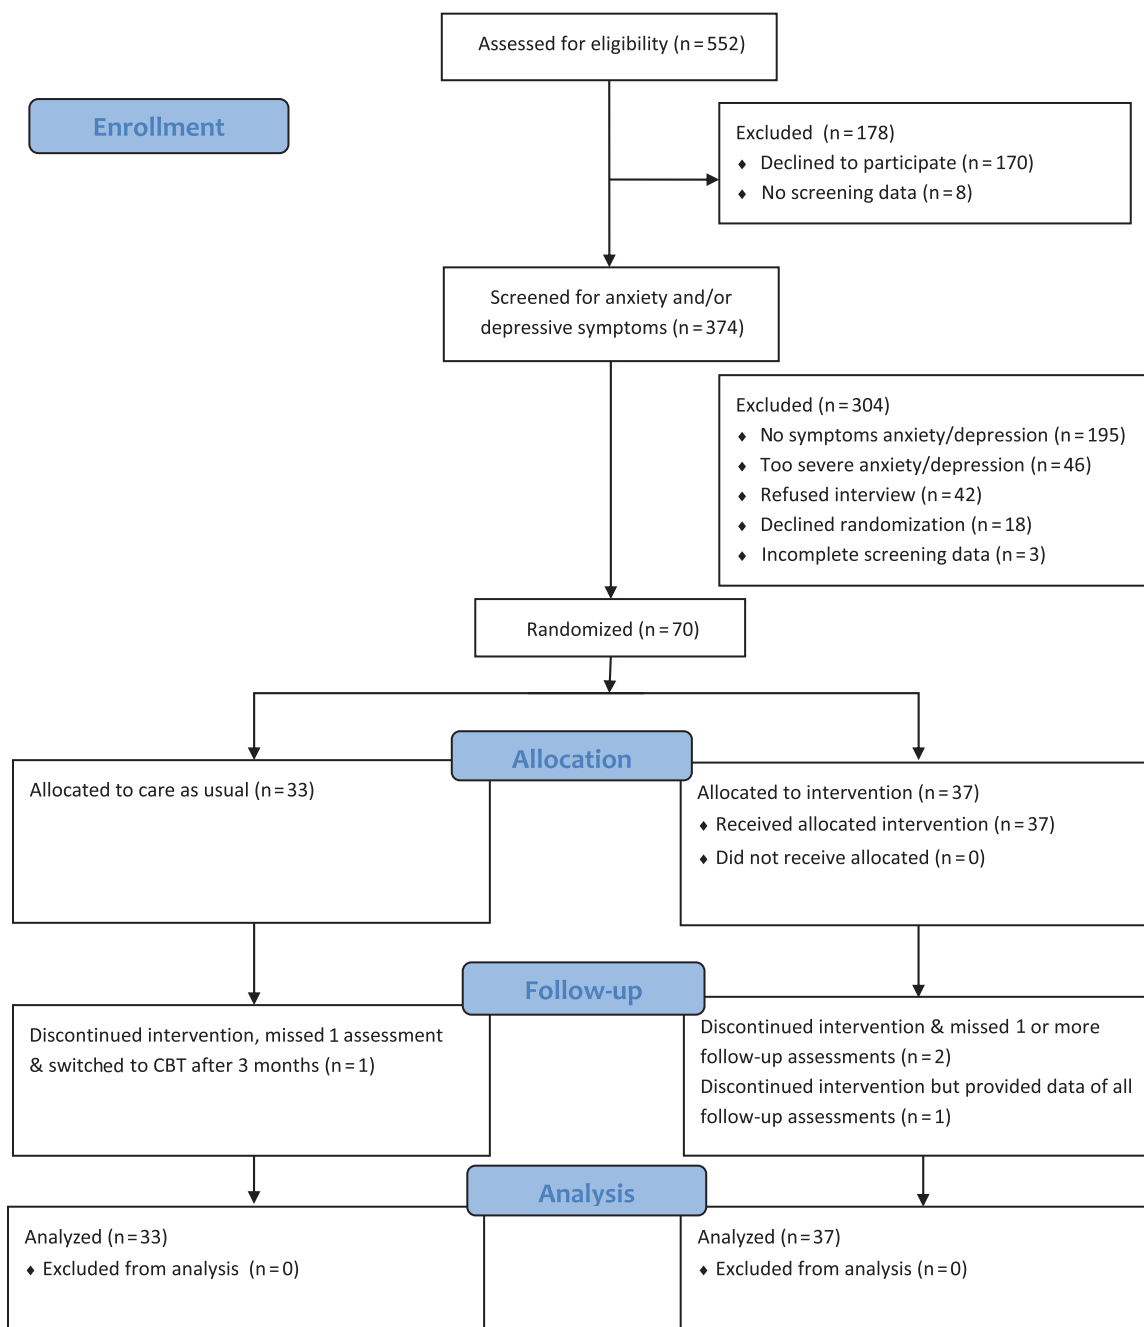 Assessed for eligibility (n = 552)
Enrollment
Excluded (n = 178)
♦ Declined to participate (n = 170)
♦ No screening data (n = 8)
Screened for anxiety and/or
depressive symptoms (n = 374)
Excluded (n = 304)
♦ No symptoms anxiety/depression (n = 195)
♦ Too severe anxiety/depression (n = 46)
♦ Refused interview (n = 42)
♦ Declined randomization (n = 18)
♦ Incomplete screening data (n = 3)
Randomized (n = 70)
Allocation
Allocated to care as usual (n = 33)
Allocated to intervention (n = 37)
♦ Received allocated intervention (n = 37)
♦ Did not receive allocated (n = 0)
Follow-up
Discontinued intervention, missed 1 assessment
& switched to CBT after 3 months (n = 1)
Discontinued intervention & missed 1 or more
follow-up assessments (n = 2)
Discontinued intervention but provided data of all
follow-up assessments (n = 1)
Analysis
Analyzed (n = 33)
♦ Excluded from analysis (n = 0)
Analyzed (n = 37)
♦ Excluded from analysis (n = 0)